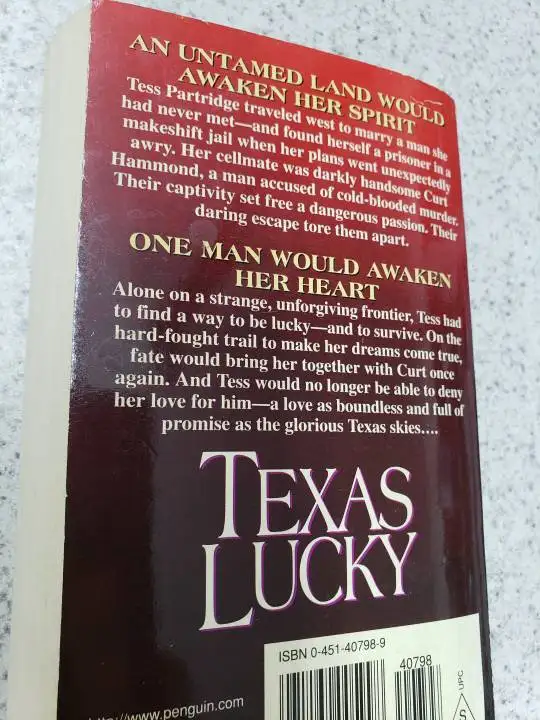 AN UNTAMED LAND WOULD
AWAKEN HER SPIRIT
Tess Partridge traveled west to marry a man she
had never met—and found herself a prisoner in a
makeshift jail when her plans went unexpectedly
awry. Her cellmate was darkly handsome Curt
Hammond, a man accused of cold-blooded murder.
Their captivity set free a dangerous passion. Their
daring escape tore them apart.
ONE MAN WOULD AWAKEN
HER HEART
Alone on a strange, unforgiving frontier, Tess had
to find a way to be lucky—and to survive. On the
hard-fought trail to make her dreams come true,
fate would bring her together with Curt once
again. And Tess would no longer be able to deny
her love for him—a love as boundless and full of
promise as the glorious Texas skies....
TEXAS
LUCKY
ISBN 0-451-40798-9
40798
UPC
S
http://www.penguin.com